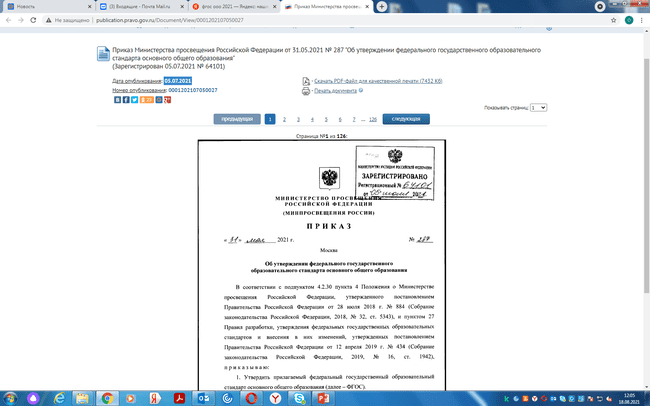 Новость
(3) Входящие - Почта Mail.ru
фгос ооо 2021 — Яндекс: наш
Приказ Министерства просвеще
Не защищено | publication.pravo.gov.ru/Document/View/0001202107050027
Приказ Министерства просвещения Российской Федерации от 31.05.2021 № 287 "Об утверждении федерального государственного образовательного
стандарта основного общего образования"
(Зарегистрирован 05.07.2021 № 64101)
Дата опубликования: 05.07.2021
Номер опубликования: 0001202107050027
Скачать PDF-файл для качественной печати (7432 Кб)
Печать документа
Показывать страниц: 1
предыдущая 1 2 3 4 5 6 7 ... 126 следующая
Страница №1 из 126:
МИНИСТЕРСТВО ЮСТИЦИИ РОССИЙСКОЙ ФЕДЕРАЦИИ
ЗАРЕГИСТРИРОВАНО
Регистрационный № 64101
от 05 июля 2021
МИНИСТЕРСТВО ПРОСВЕЩЕНИЯ
РОССИЙСКОЙ ФЕДЕРАЦИИ
(МИНПРОСВЕЩЕНИЯ РОССИИ)
ПРИКАЗ
« 31 » мая 2021 г. № 287
Москва
Об утверждении федерального государственного
образовательного стандарта основного общего образования
В соответствии с подпунктом 4.2.30 пункта 4 Положения о Министерстве
просвещения Российской Федерации, утвержденного постановлением
Правительства Российской Федерации от 28 июля 2018 г. № 884 (Собрание
законодательства Российской Федерации, 2018, № 32, ст. 5343), и пунктом 27
Правил разработки, утверждения федеральных государственных образовательных
стандартов и внесения в них изменений, утвержденных постановлением
Правительства Российской Федерации от 12 апреля 2019 г. № 434 (Собрание
законодательства Российской Федерации, 2019, № 16, ст. 1942),
приказываю:
1. Утвердить прилагаемый федеральный государственный образовательный
стандарт основного общего образования (далее – ФГОС).
12:05
18.08.2021